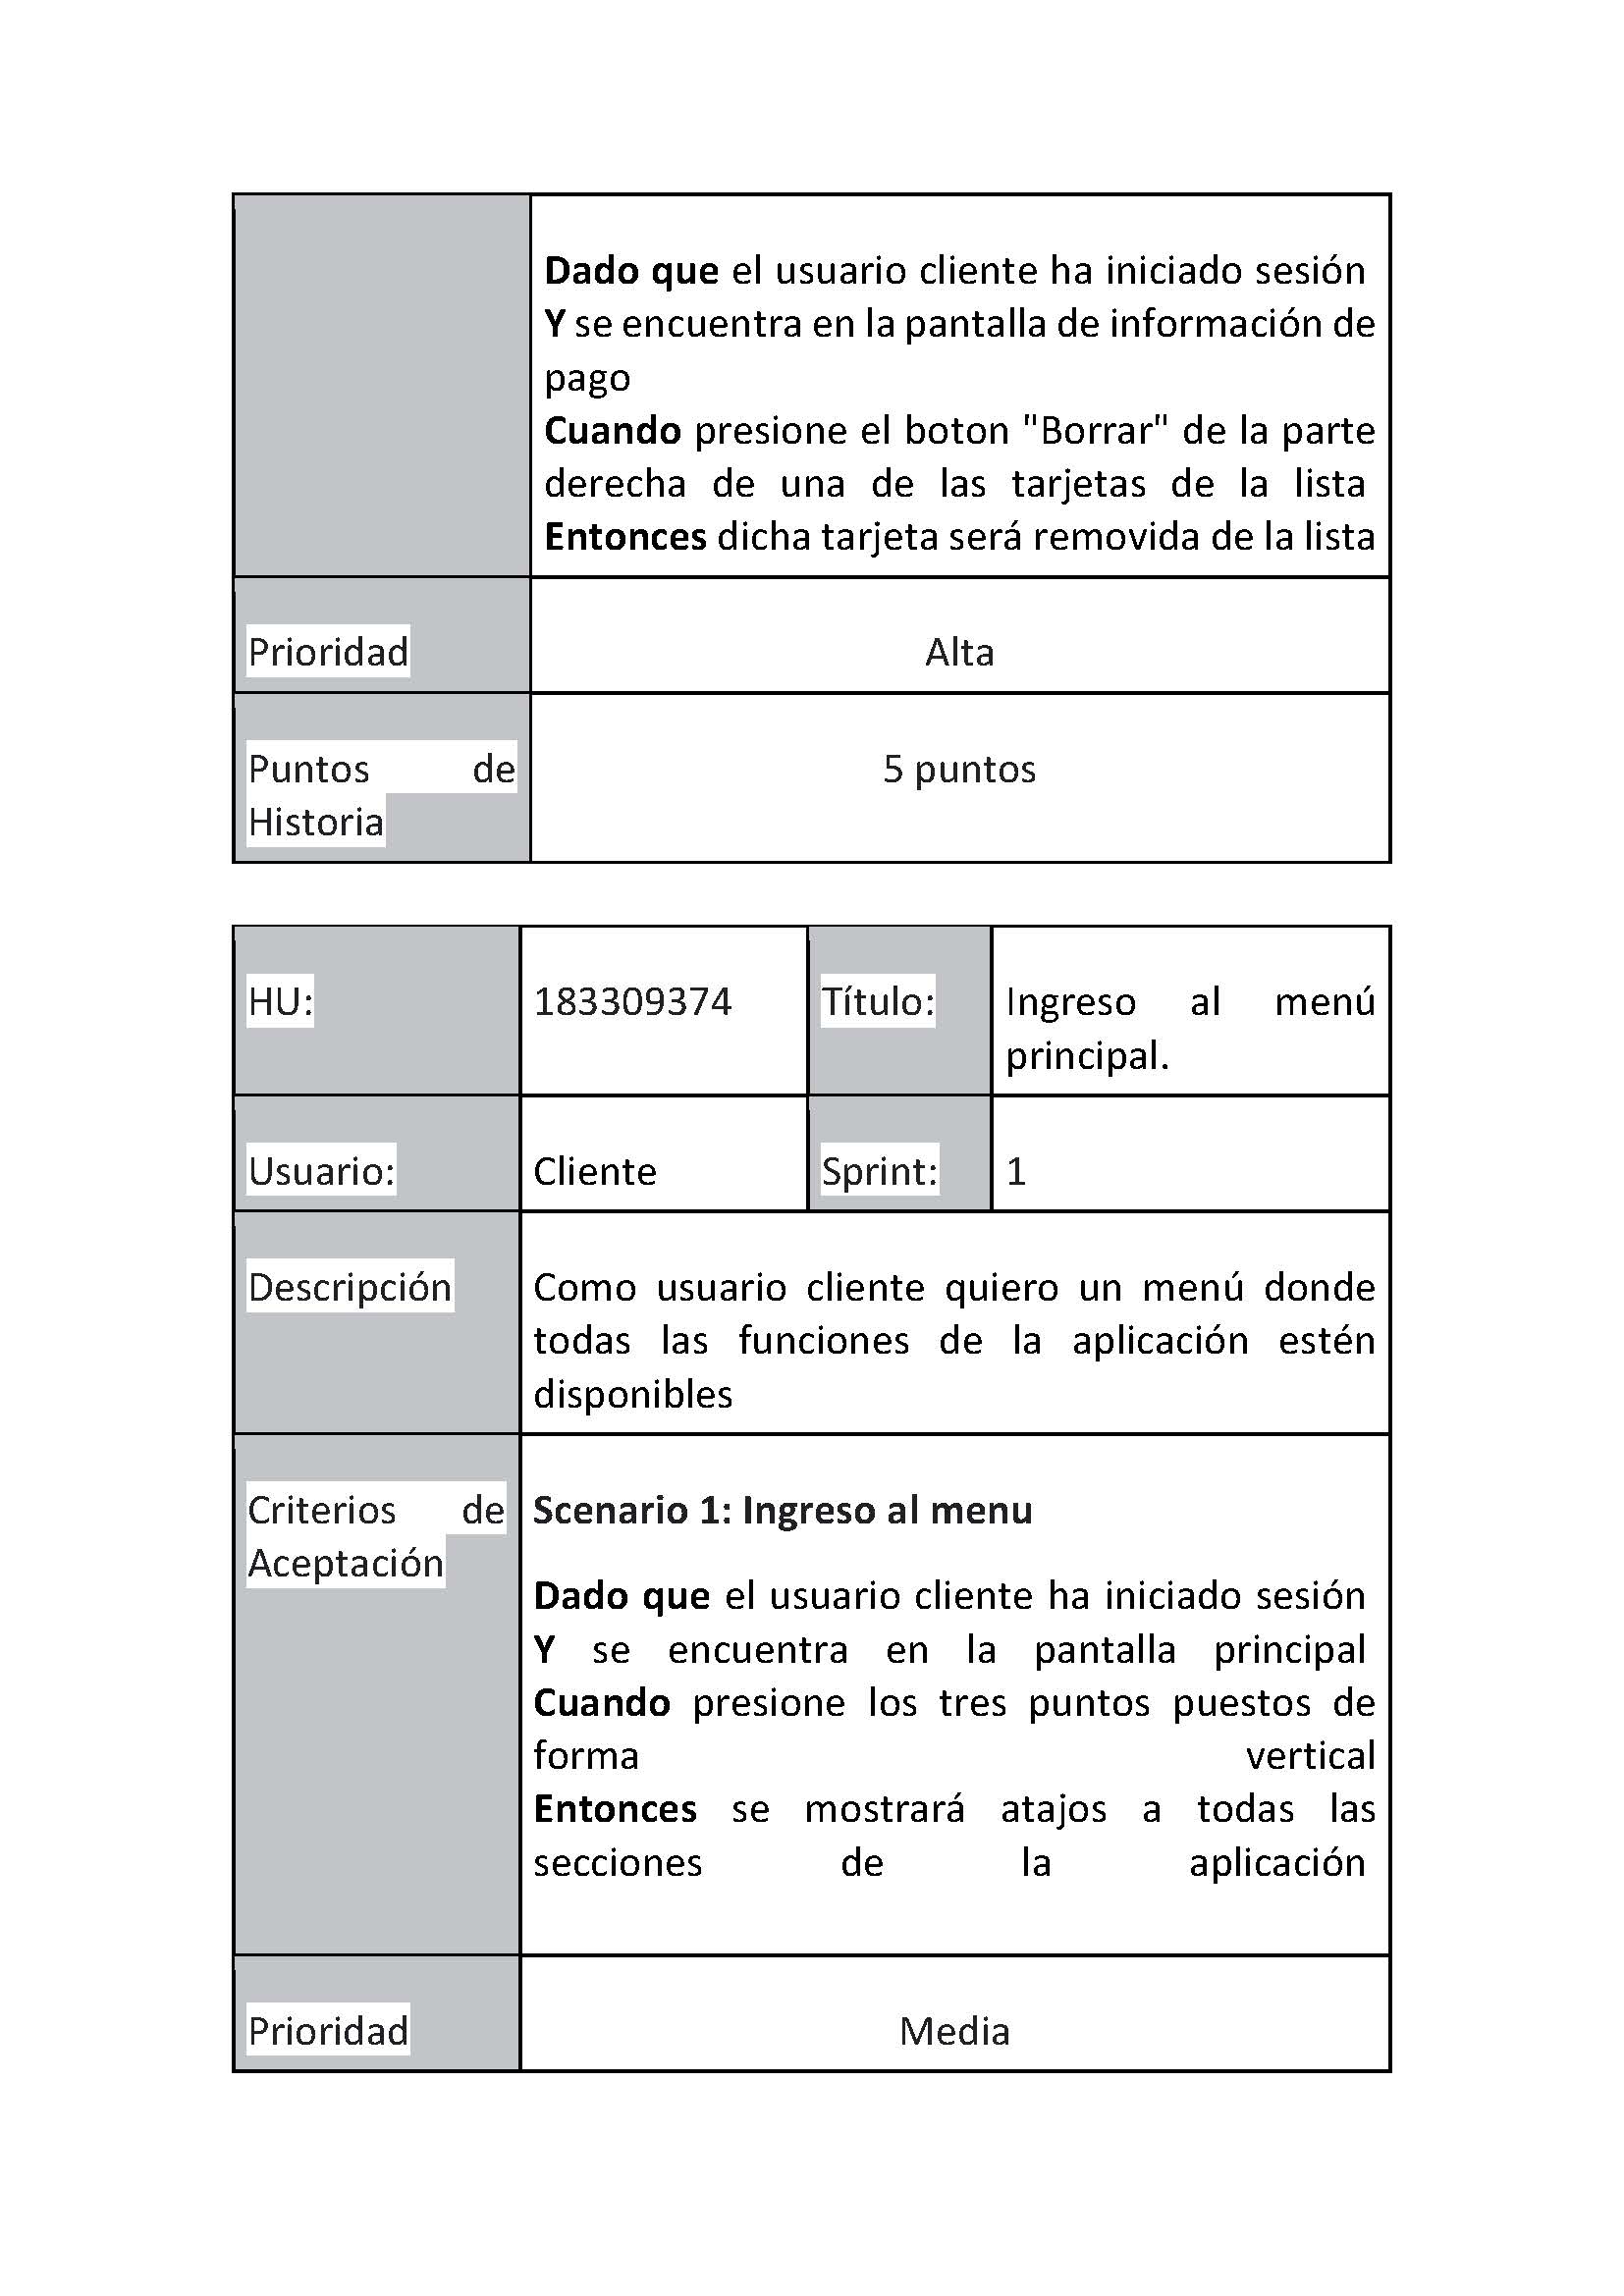 Dado que el usuario cliente ha iniciado sesión
Y se encuentra en la pantalla de información de
pago
Cuando presione el boton "Borrar" de la parte
derecha de una de las tarjetas de la lista
Entonces dicha tarjeta será removida de la lista
Prioridad Alta
Puntos de 5 puntos
Historia
HU: 183309374 Título: Ingreso al menú
principal.
Usuario: Cliente Sprint: 1
Descripción Como usuario cliente quiero un menú donde
todas las funciones de la aplicación estén
disponibles
Criterios de Scenario 1: Ingreso al menu
Aceptación
Dado que el usuario cliente ha iniciado sesión
Y se encuentra en la pantalla principal
Cuando presione los tres puntos puestos de
forma vertical
Entonces se mostrará atajos a todas las
secciones de la aplicación
Prioridad Media